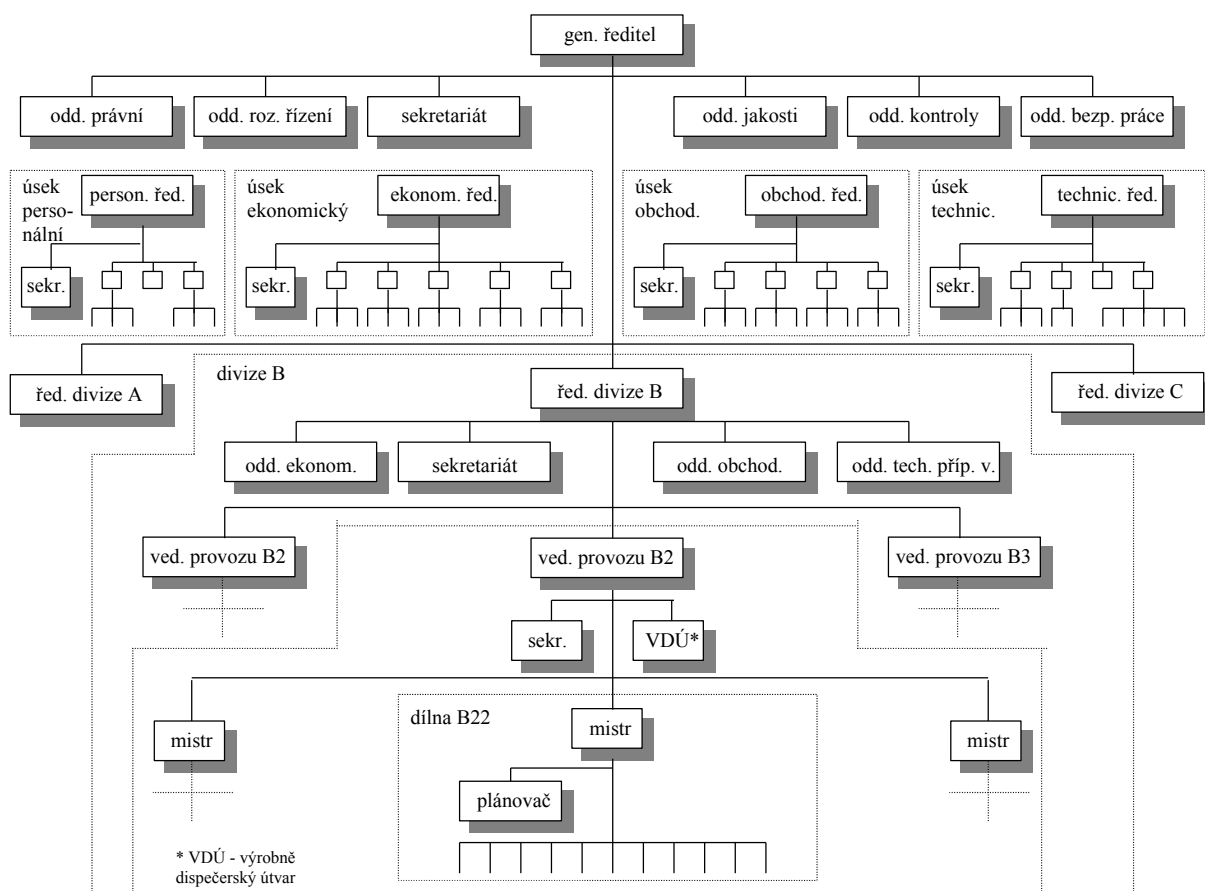 gen. ředitel
odd. právní
odd. roz. řízení
sekretariát
odd. jakosti
odd. kontroly
odd. bezp. práce
úsek
perso-
nální
person. řed.
sekr.
úsek
ekonomický
ekonom. řed.
sekr.
úsek
obchod.
obchod. řed.
sekr.
úsek
technic.
technic. řed.
sekr.
řed. divize A
divize B
řed. divize B
řed. divize C
odd. ekonom.
sekretariát
odd. obchod.
odd. tech. příp. v.
ved. provozu B2
ved. provozu B2
ved. provozu B3
sekr.
VDÚ*
mistr
dílna B22
mistr
mistr
plánovač
* VDÚ - výrobně
dispečerský útvar